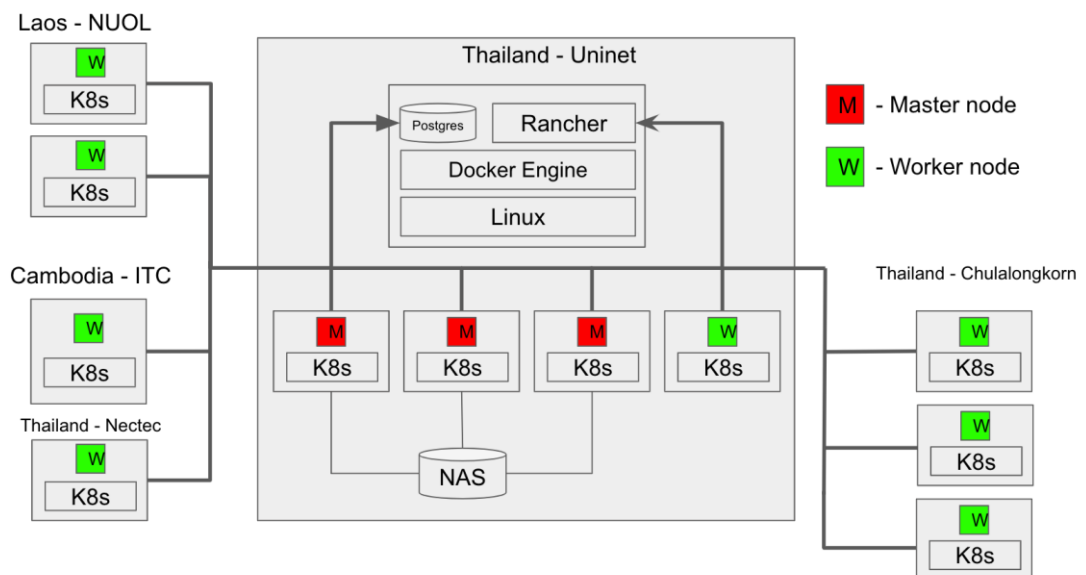 Laos - NUOL
W
K8s
W
K8s
Cambodia - ITC
W
K8s
Thailand - Nectec
W
K8s
Thailand - Uninet
Postgres
Rancher
Docker Engine
Linux
M
K8s
M
K8s
M
K8s
W
K8s
NAS
M - Master node
W - Worker node
Thailand - Chulalongkorn
W
K8s
W
K8s
W
K8s